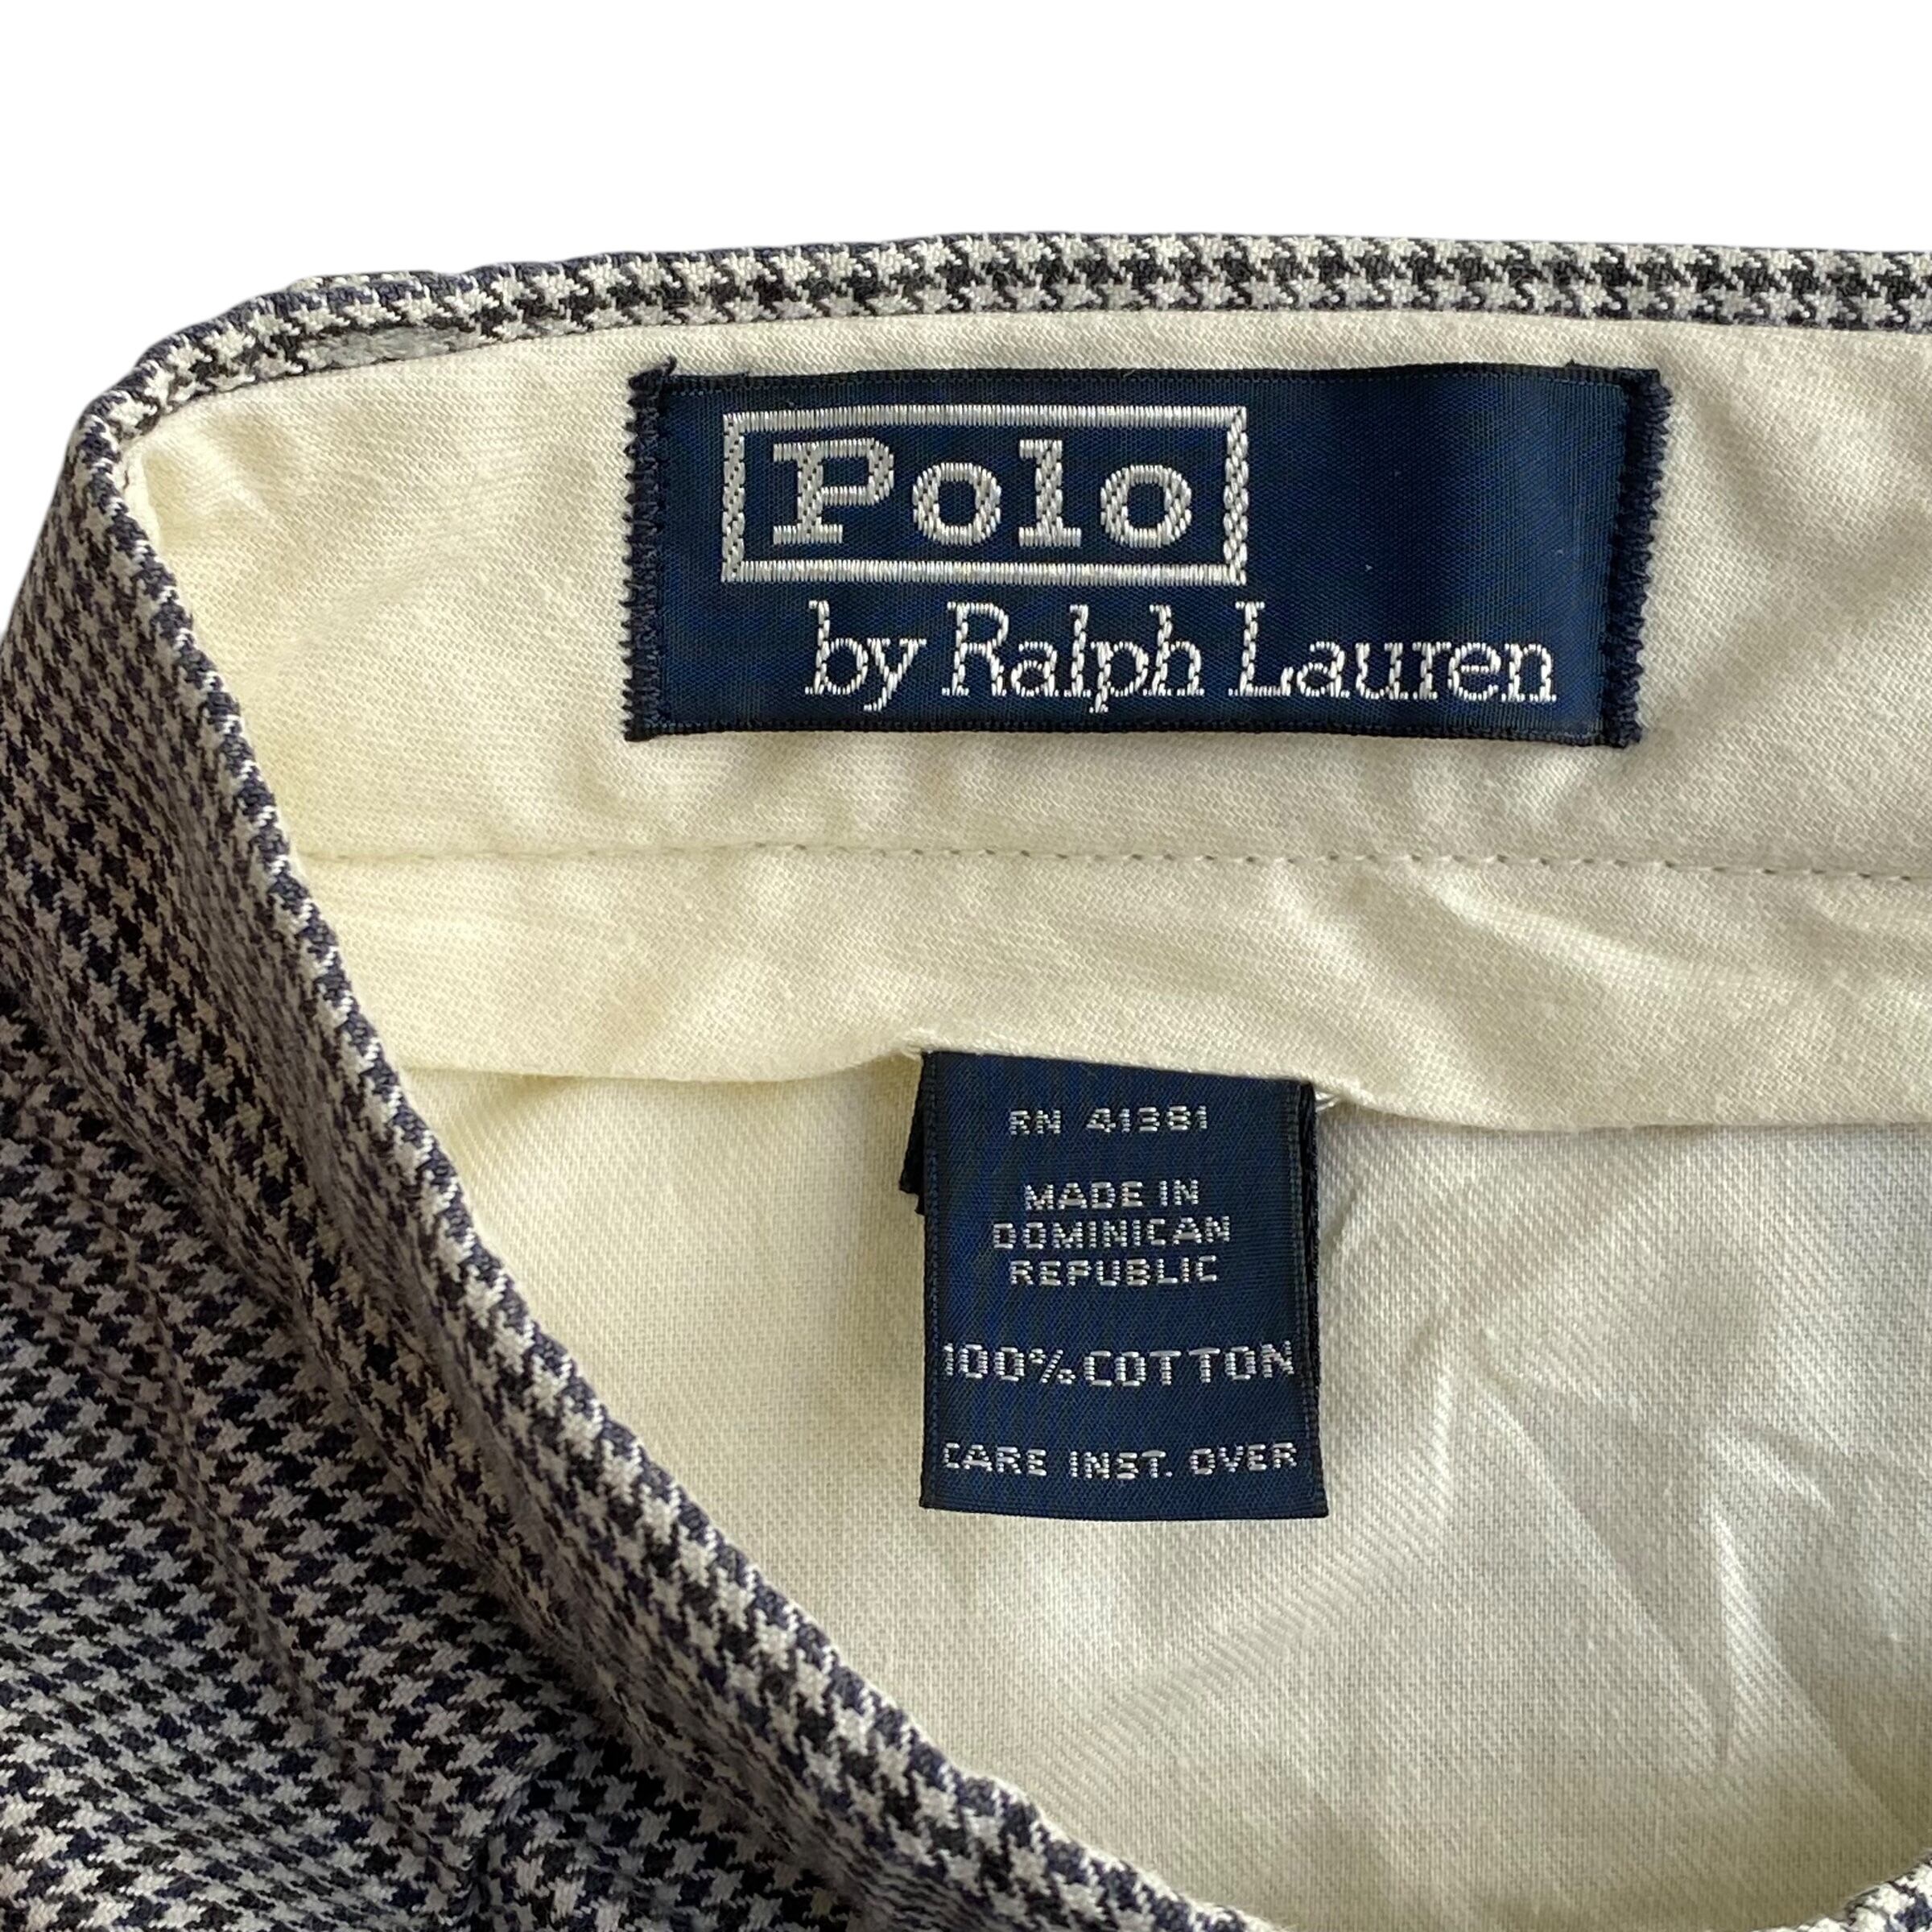 Polo
by Ralph Lauren
RN 41381
MADE IN
DOMINICAN
REPUBLIC
100% COTTON
CARE INST. OVER